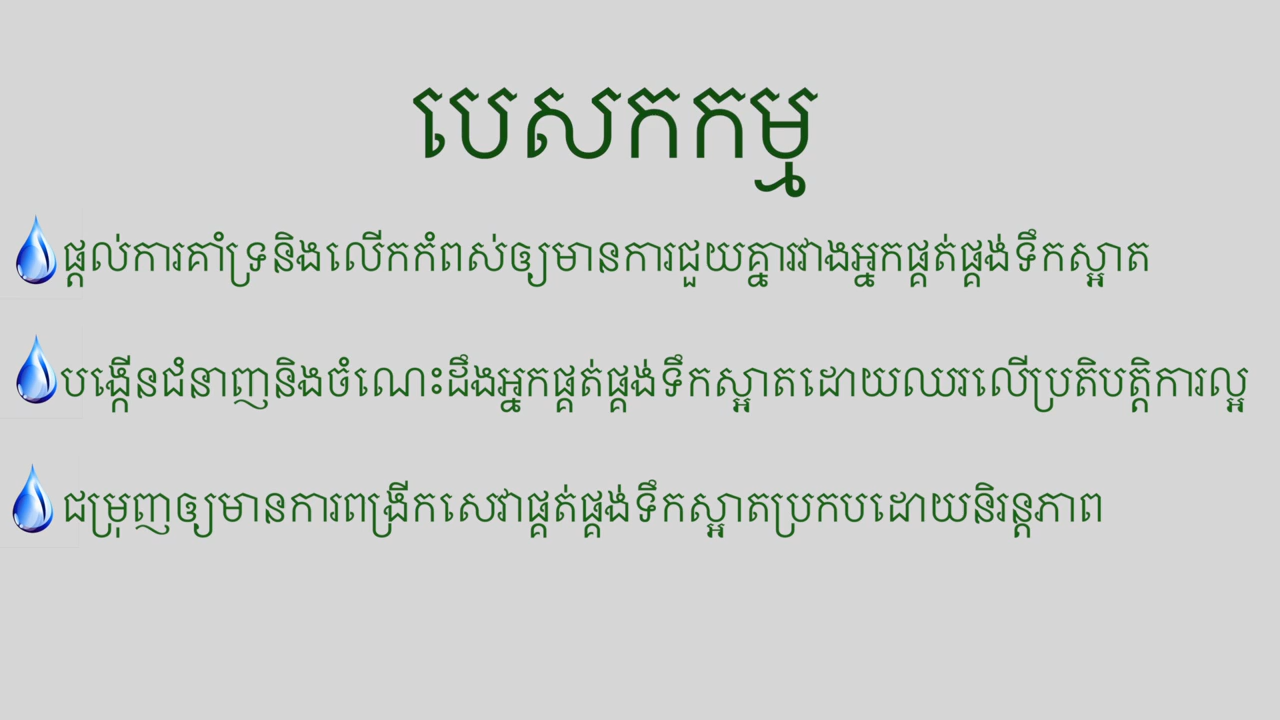 បេសកកម្ម
ផ្តល់ការគាំទ្រនិងលើកកំពស់ឲ្យមានការជួយគ្នារវាងអ្នកផ្គត់ផ្គង់ទឹកស្អាត
បង្កើនជំនាញនិងចំណេះដឹងអ្នកផ្គត់ផ្គង់ទឹកស្អាតដោយឈរលើប្រតិបត្តិការល្អ
ជម្រុញឲ្យមានការពង្រីកសេវាផ្គត់ផ្គង់ទឹកស្អាតប្រកបដោយនិរន្តភាព